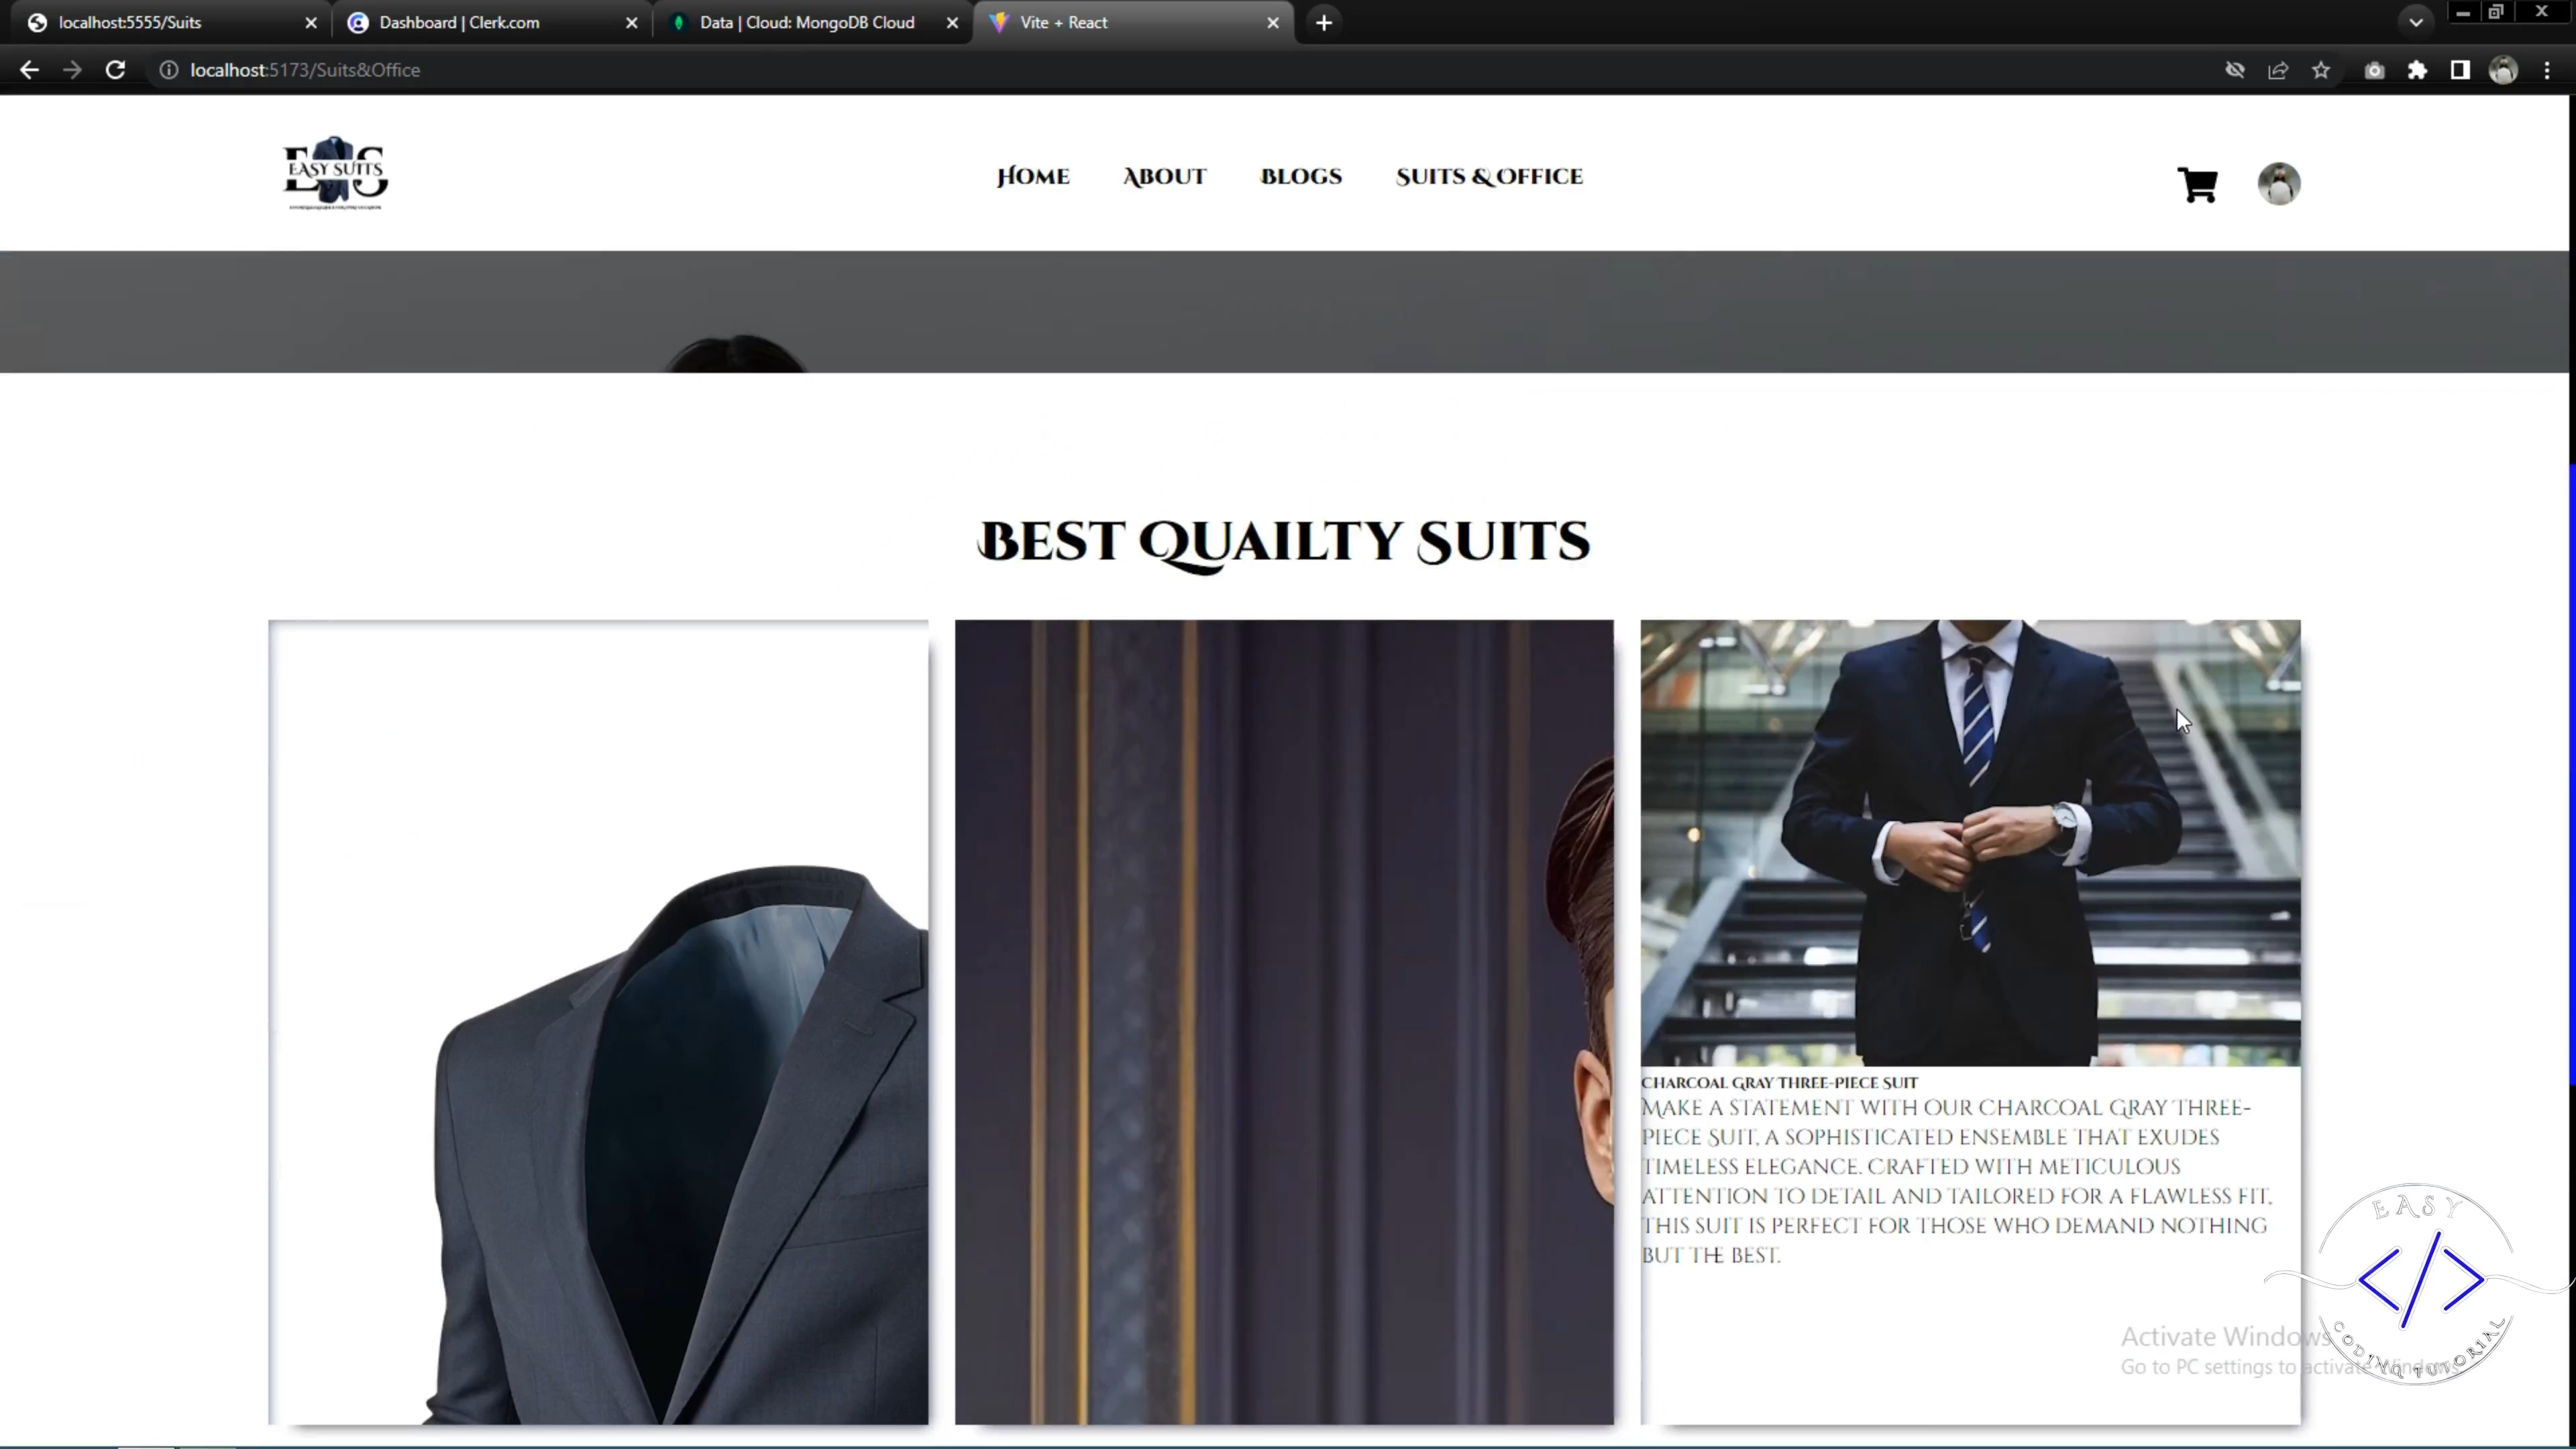 localhost:5555/Suits
Dashboard | Clerk.com
Data | Cloud: MongoDB Cloud
Vite + React
localhost:5173/Suits&Office
EASY SUITS
HOME
ABOUT
BLOGS
SUITS & OFFICE
BEST QUAILTY SUITS
CHARCOAL GRAY THREE-PIECE SUIT
MAKE A STATEMENT WITH OUR CHARCOAL GRAY THREE-
PIECE SUIT, A SOPHISTICATED ENSEMBLE THAT EXUDES
TIMELESS ELEGANCE. CRAFTED WITH METICULOUS
ATTENTION TO DETAIL AND TAILORED FOR A FLAWLESS FIT,
THIS SUIT IS PERFECT FOR THOSE WHO DEMAND NOTHING
BUT THE BEST.
EASY
</>
CODING TUTORIAL
Activate Windows
Go to PC settings to activate Windows.